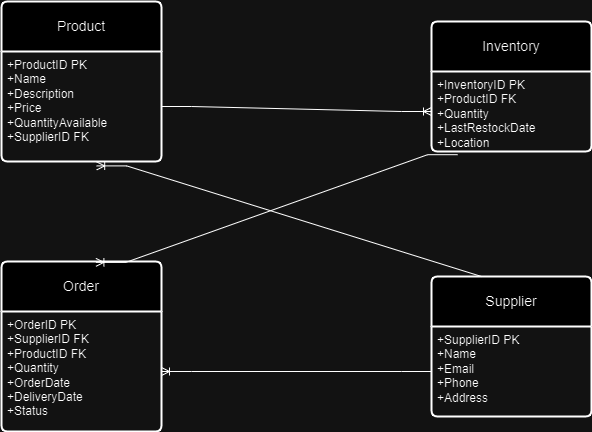 Product
+ProductID PK
+Name
+Description
+Price
+QuantityAvailable
+SupplierID FK
Inventory
+InventoryID PK
+ProductID FK
+Quantity
+LastRestockDate
+Location
Order
+OrderID PK
+SupplierID FK
+ProductID FK
+Quantity
+OrderDate
+DeliveryDate
+Status
Supplier
+SupplierID PK
+Name
+Email
+Phone
+Address